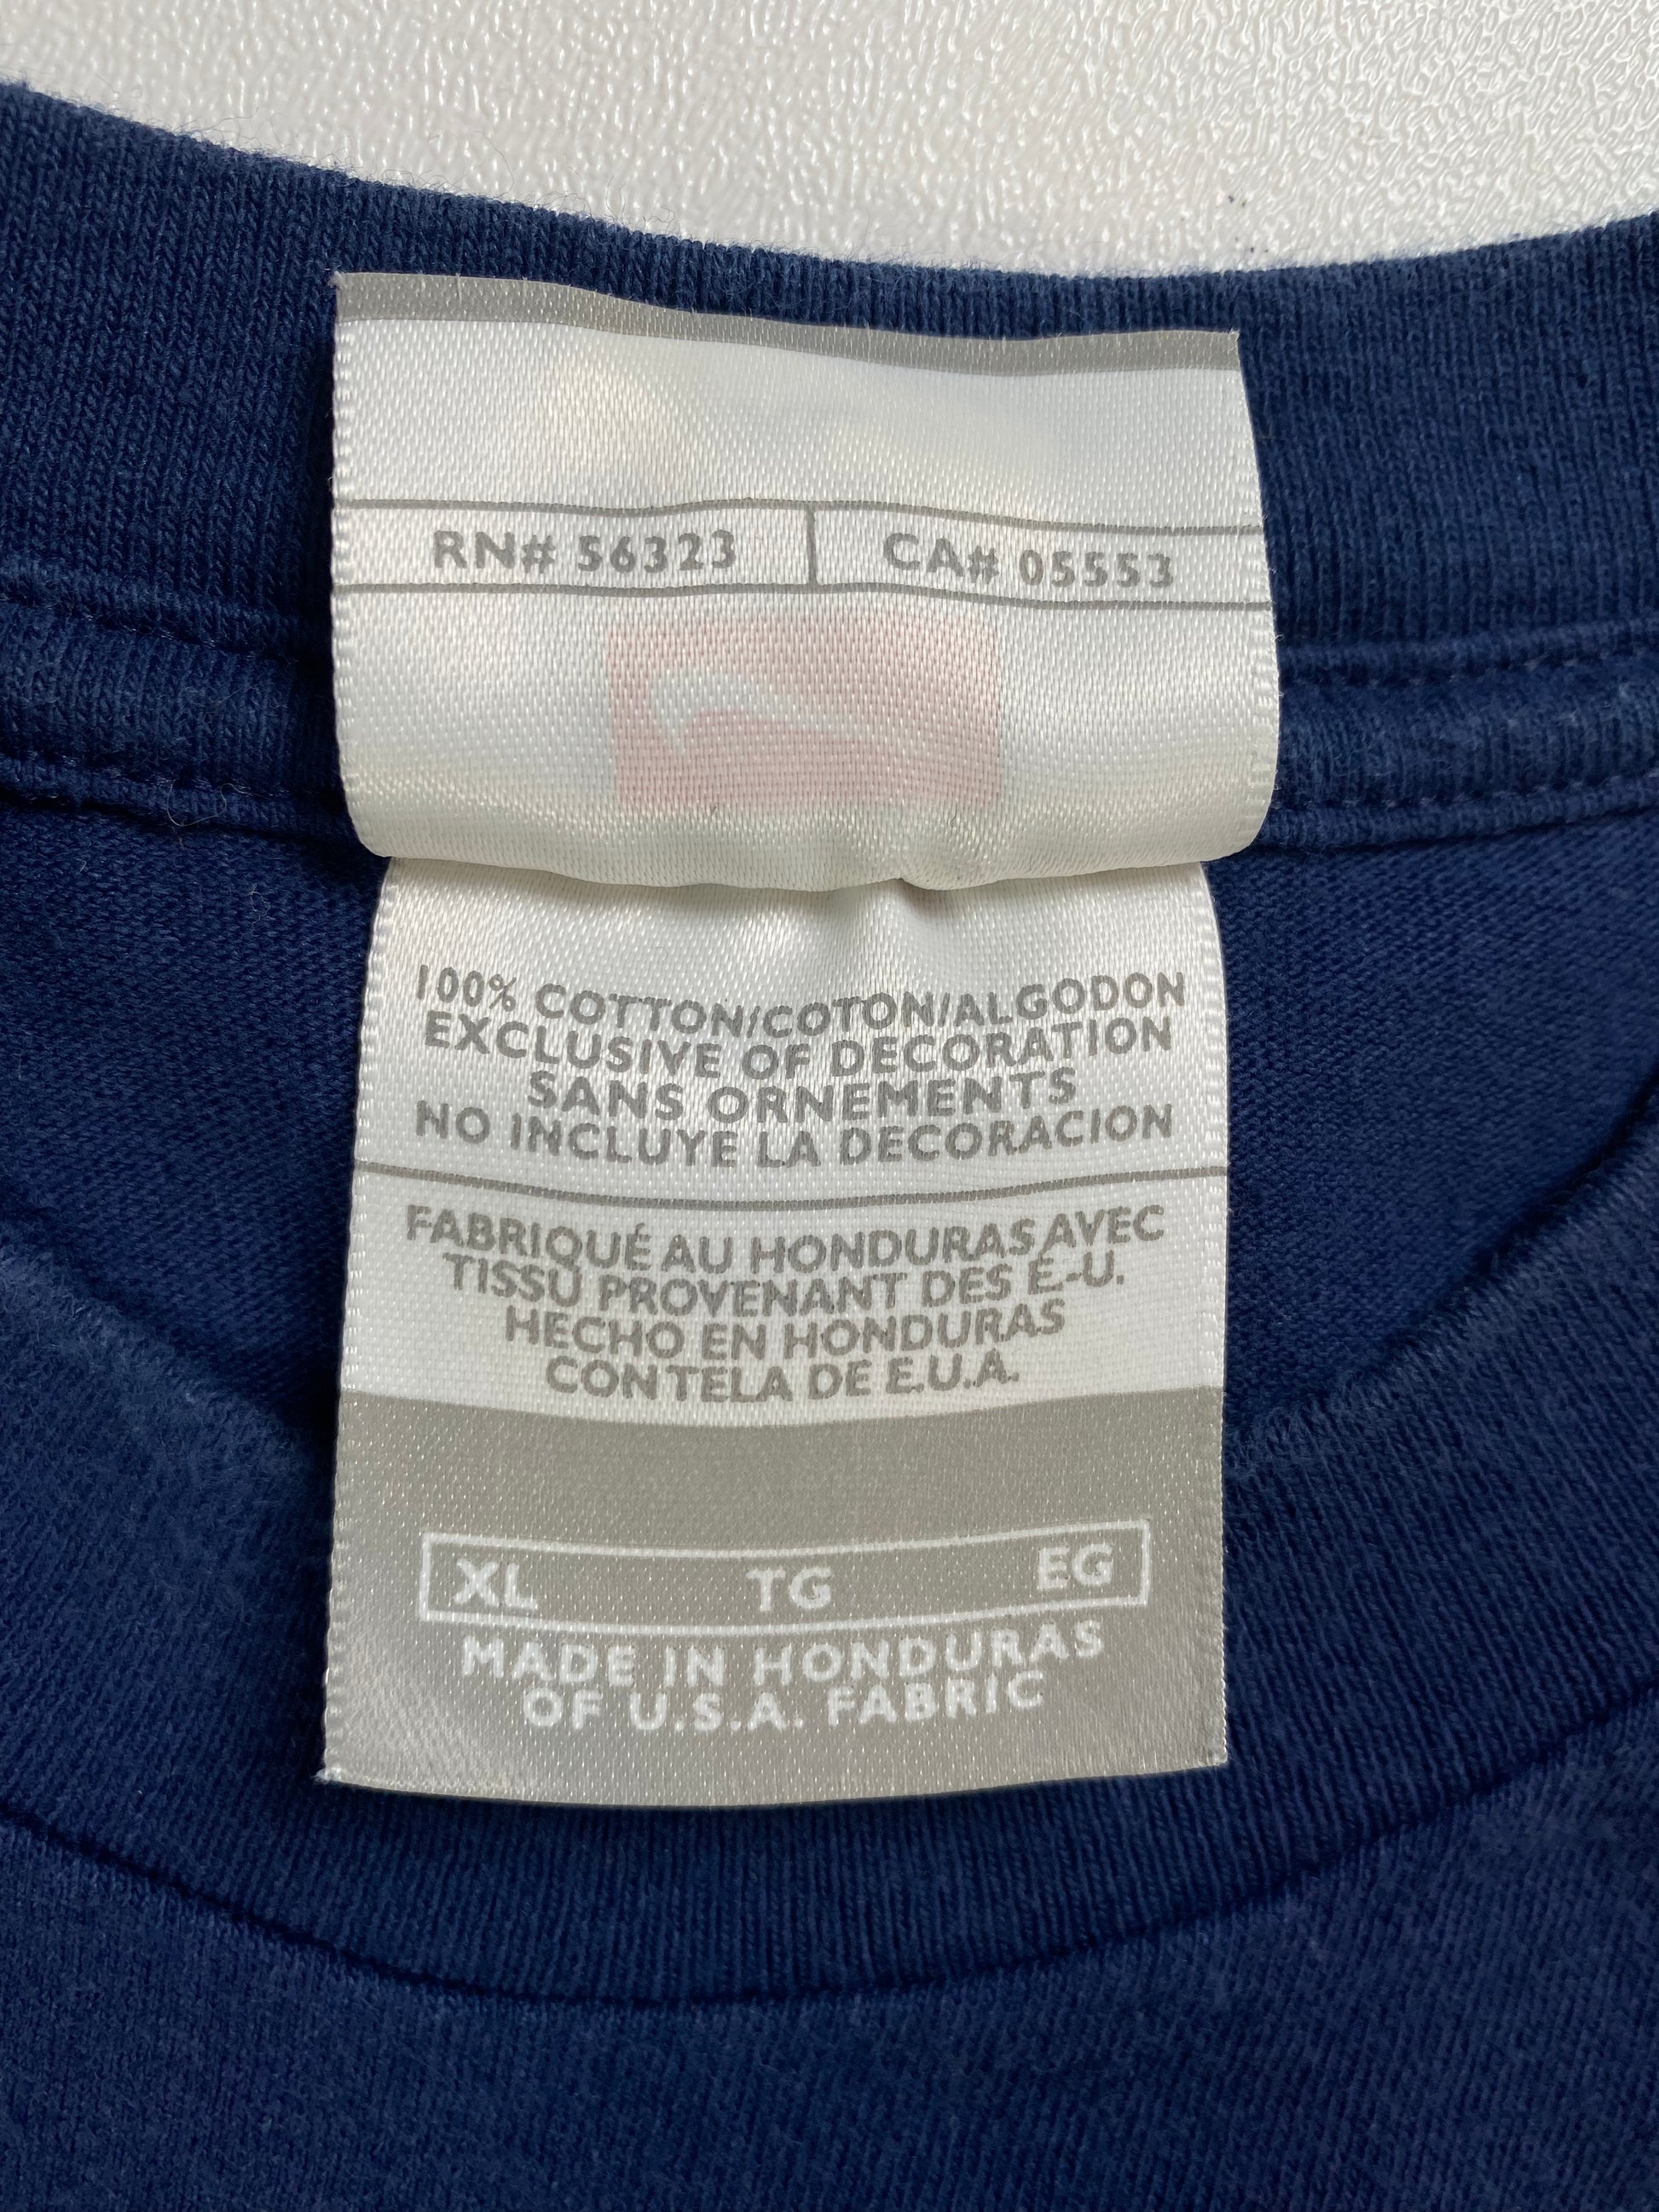 RN# 56323 CA# 05553
100% COTTON/COTON/ALGODON
EXCLUSIVE OF DECORATION
SANS ORNEMENTS
NO INCLUYE LA DECORACION
FABRIQUÉ AU HONDURAS AVEC
TISSU PROVENANT DES É.-U.
HECHO EN HONDURAS
CON TELA DE E.U.A.
XL TG EG
MADE IN HONDURAS
OF U.S.A. FABRIC